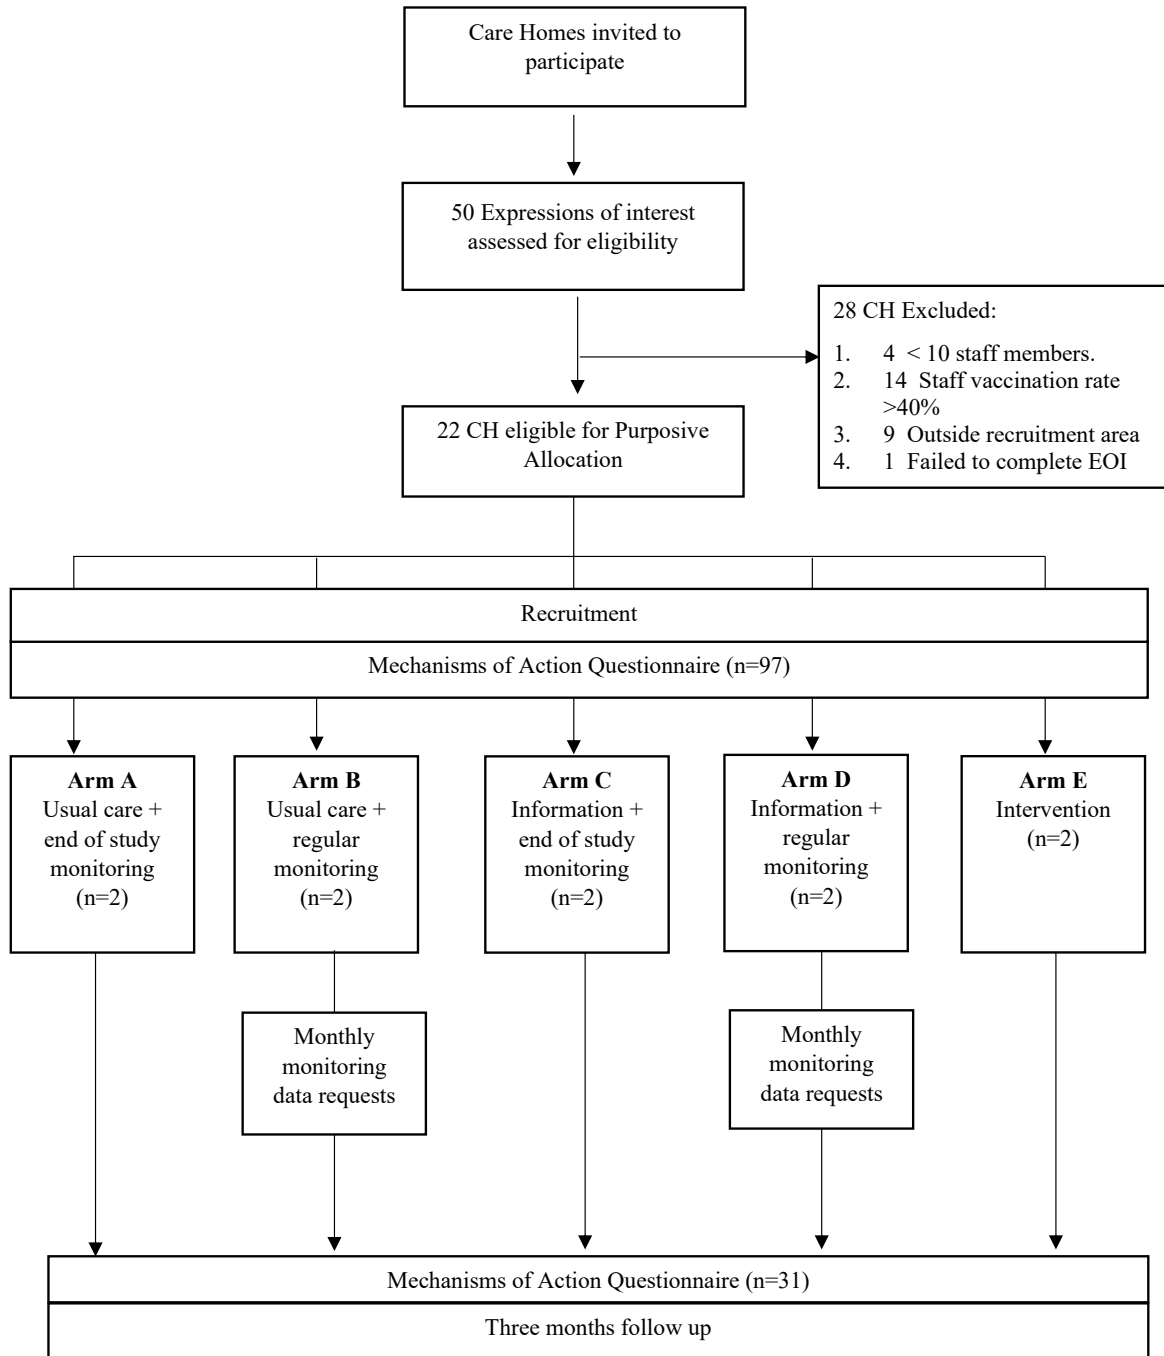 Care Homes invited to
participate
50 Expressions of interest
assessed for eligibility
28 CH Excluded:
1. 4 < 10 staff members.
2. 14 Staff vaccination rate
>40%
3. 9 Outside recruitment area
4. 1 Failed to complete EOI
22 CH eligible for Purposive
Allocation
Recruitment
Mechanisms of Action Questionnaire (n=97)
Arm A
Usual care +
end of study
monitoring
(n=2)
Arm B
Usual care +
regular
monitoring
(n=2)
Arm C
Information +
end of study
monitoring
(n=2)
Arm D
Information +
regular
monitoring
(n=2)
Arm E
Intervention
(n=2)
Monthly
monitoring
data requests
Monthly
monitoring
data requests
Mechanisms of Action Questionnaire (n=31)
Three months follow up